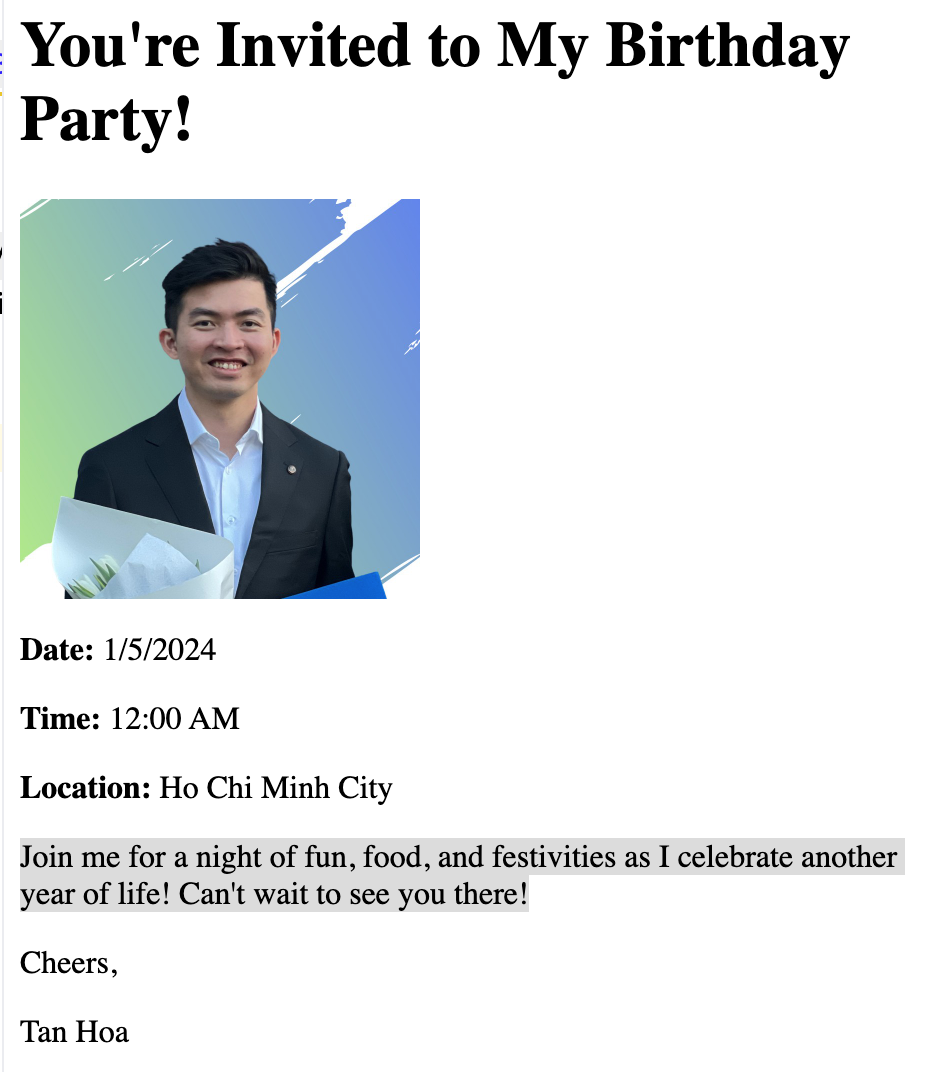 You're Invited to My Birthday
Party!
Date: 1/5/2024
Time: 12:00 AM
Location: Ho Chi Minh City
Join me for a night of fun, food, and festivities as I celebrate another
year of life! Can't wait to see you there!
Cheers,
Tan Hoa